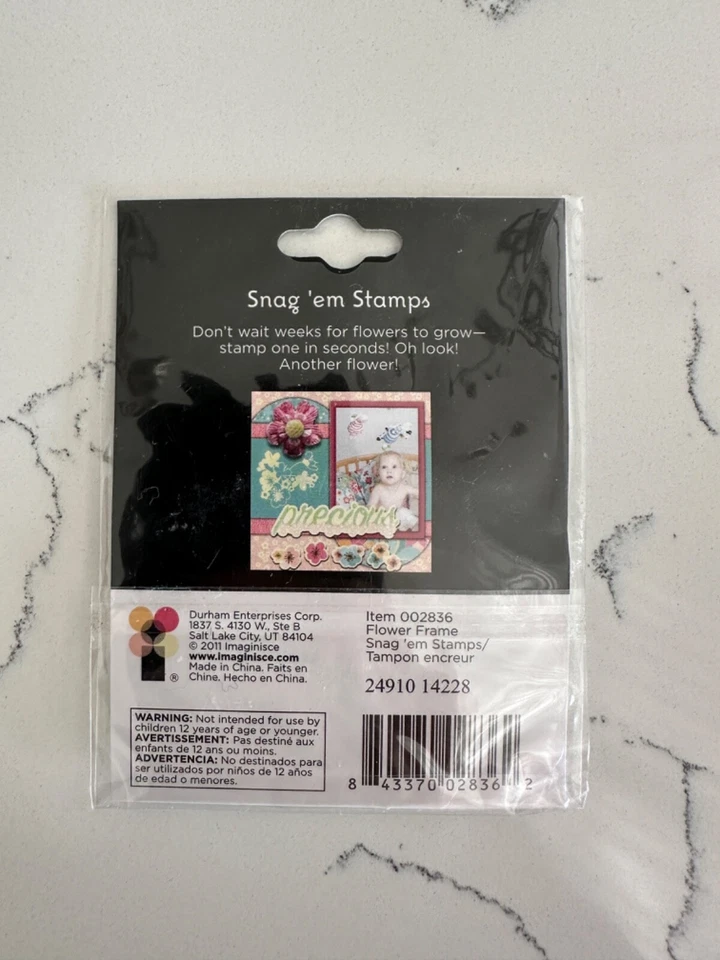 Snag 'em Stamps
Don't wait weeks for flowers to grow—
stamp one in seconds! Oh look!
Another flower!
precious
Durham Enterprises Corp.
1837 S. 4130 W., Ste B
Salt Lake City, UT 84104
© 2011 Imaginisce
www.imaginisce.com
Made in China. Faits en
Chine. Hecho en China.
®
Item 002836
Flower Frame
Snag 'em Stamps/
Tampon encreur
24910 14228
WARNING: Not intended for use by
children 12 years of age or younger.
AVERTISSEMENT: Pas destiné aux
enfants de 12 ans ou moins.
ADVERTENCIA: No destinados para
ser utilizados por niños de 12 años
de edad o menores.
8 43370 02836 2